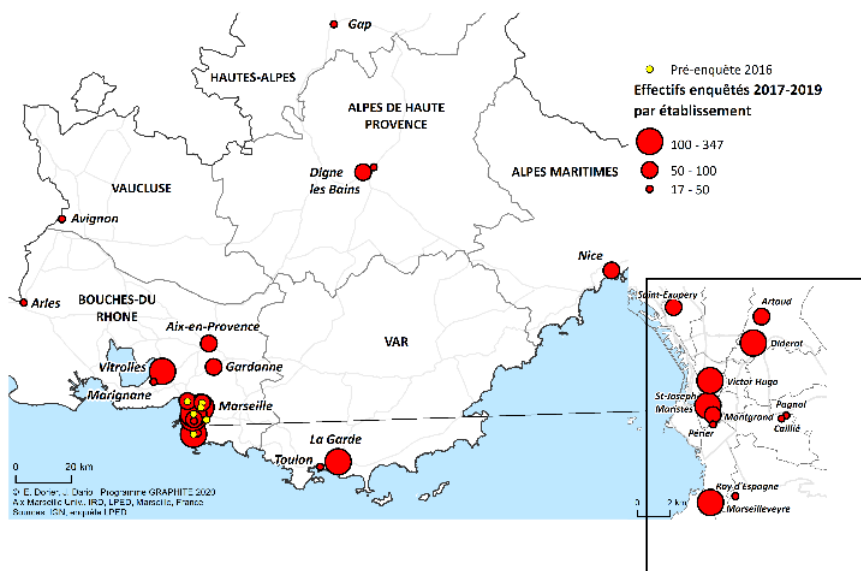 Gap
HAUTES-ALPES
ALPES DE HAUTE
PROVENCE
Digne
les Bains
ALPES MARITIMES
VAUCLUSE
Avignon
Nice
Arles
BOUCHES-DU
RHONE
Aix-en-Provence
VAR
Vitrolles
Gardanne
Marignane
Marseille
La Garde
Toulon
0 20 km
© E. Dorier, J. Dario - Programme GRAPHITE 2020
Aix-Marseille Univ., IRD, LPED, Marseille, France
Sources: IGN, enquête LPED
Pré-enquête 2016
Effectifs enquêtés 2017-2019
par établissement
100 - 347
50 - 100
17 - 50
Saint-Exupery
Artaud
Diderot
Victor Hugo
St-Joseph
Maristes
Montgrand
Pagnol
Périer
Caillié
Roy d'Espagne
Marseilleveyre
0 2 km